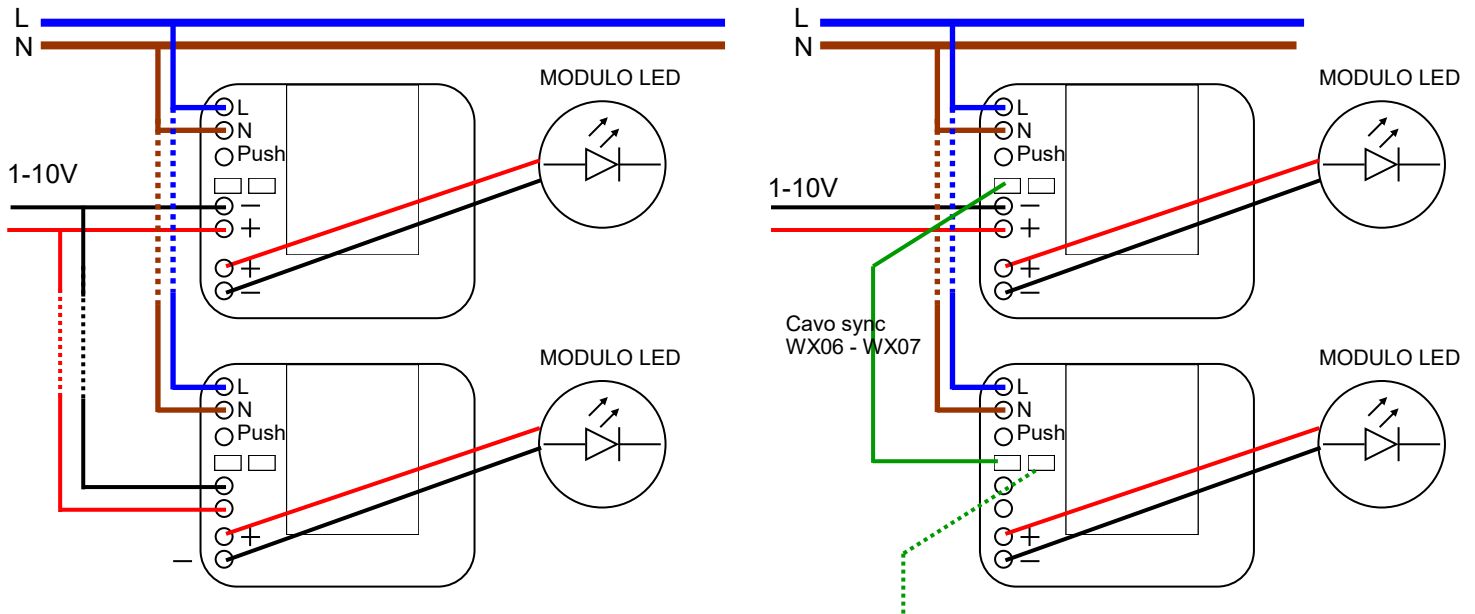 L
N
MODULO LED
L
N
Push
1-10V
−
+
+
−
MODULO LED
L
N
Push
+
−
L
N
MODULO LED
L
N
Push
1-10V
−
+
+
−
Cavo sync
WX06 - WX07
MODULO LED
L
N
Push
+
−